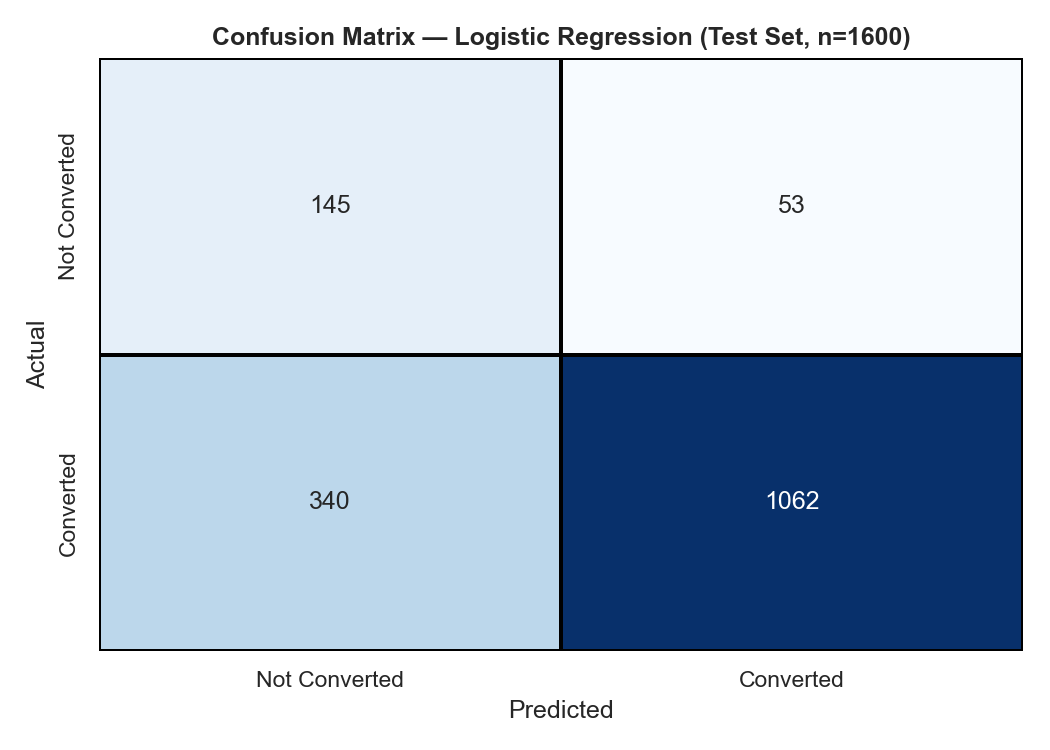 Confusion Matrix — Logistic Regression (Test Set, n=1600)
Not Converted
145
53
Actual
Converted
340
1062
Not Converted
Converted
Predicted